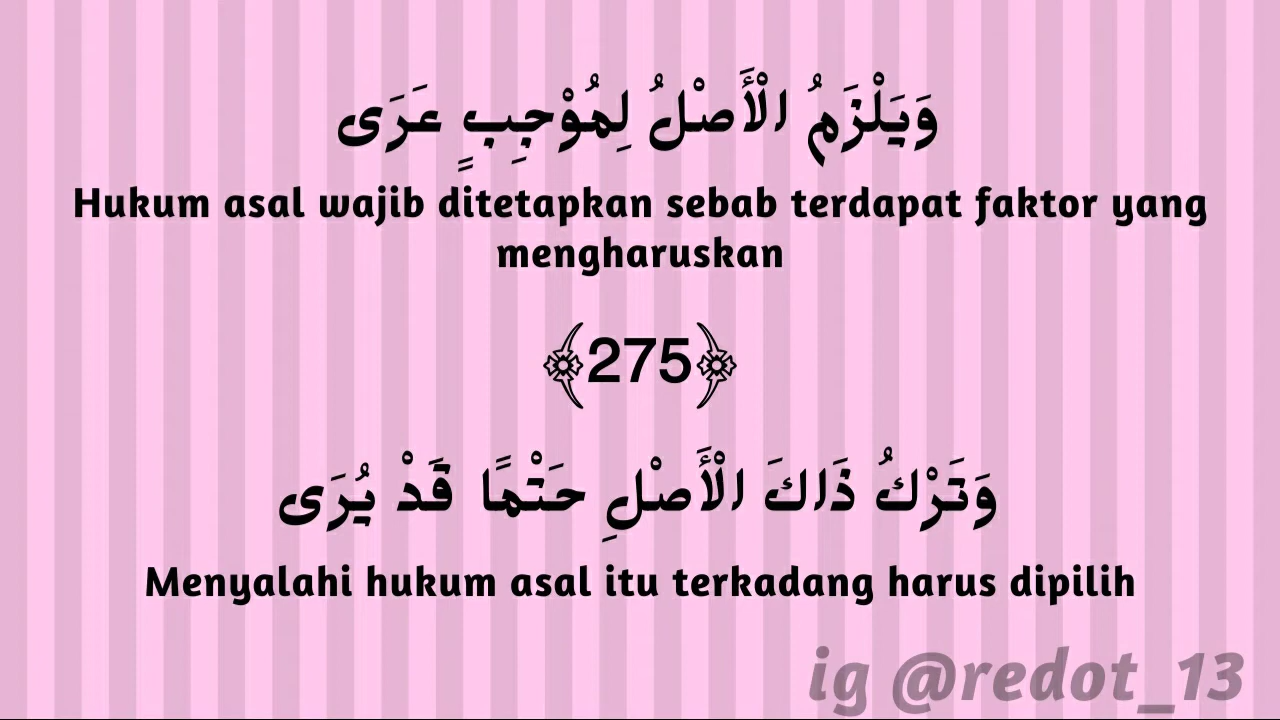 وَيَلْزَمُ الْأَصْلُ لِمُوْجِبٍ عَرَى
Hukum asal wajib ditetapkan sebab terdapat faktor yang
mengharuskan
﴾275﴿
وَتَرْكُ ذَاكَ الْأَصْلِ حَتْمًا قَدْ يُرَى
Menyalahi hukum asal itu terkadang harus dipilih
ig @redot_13